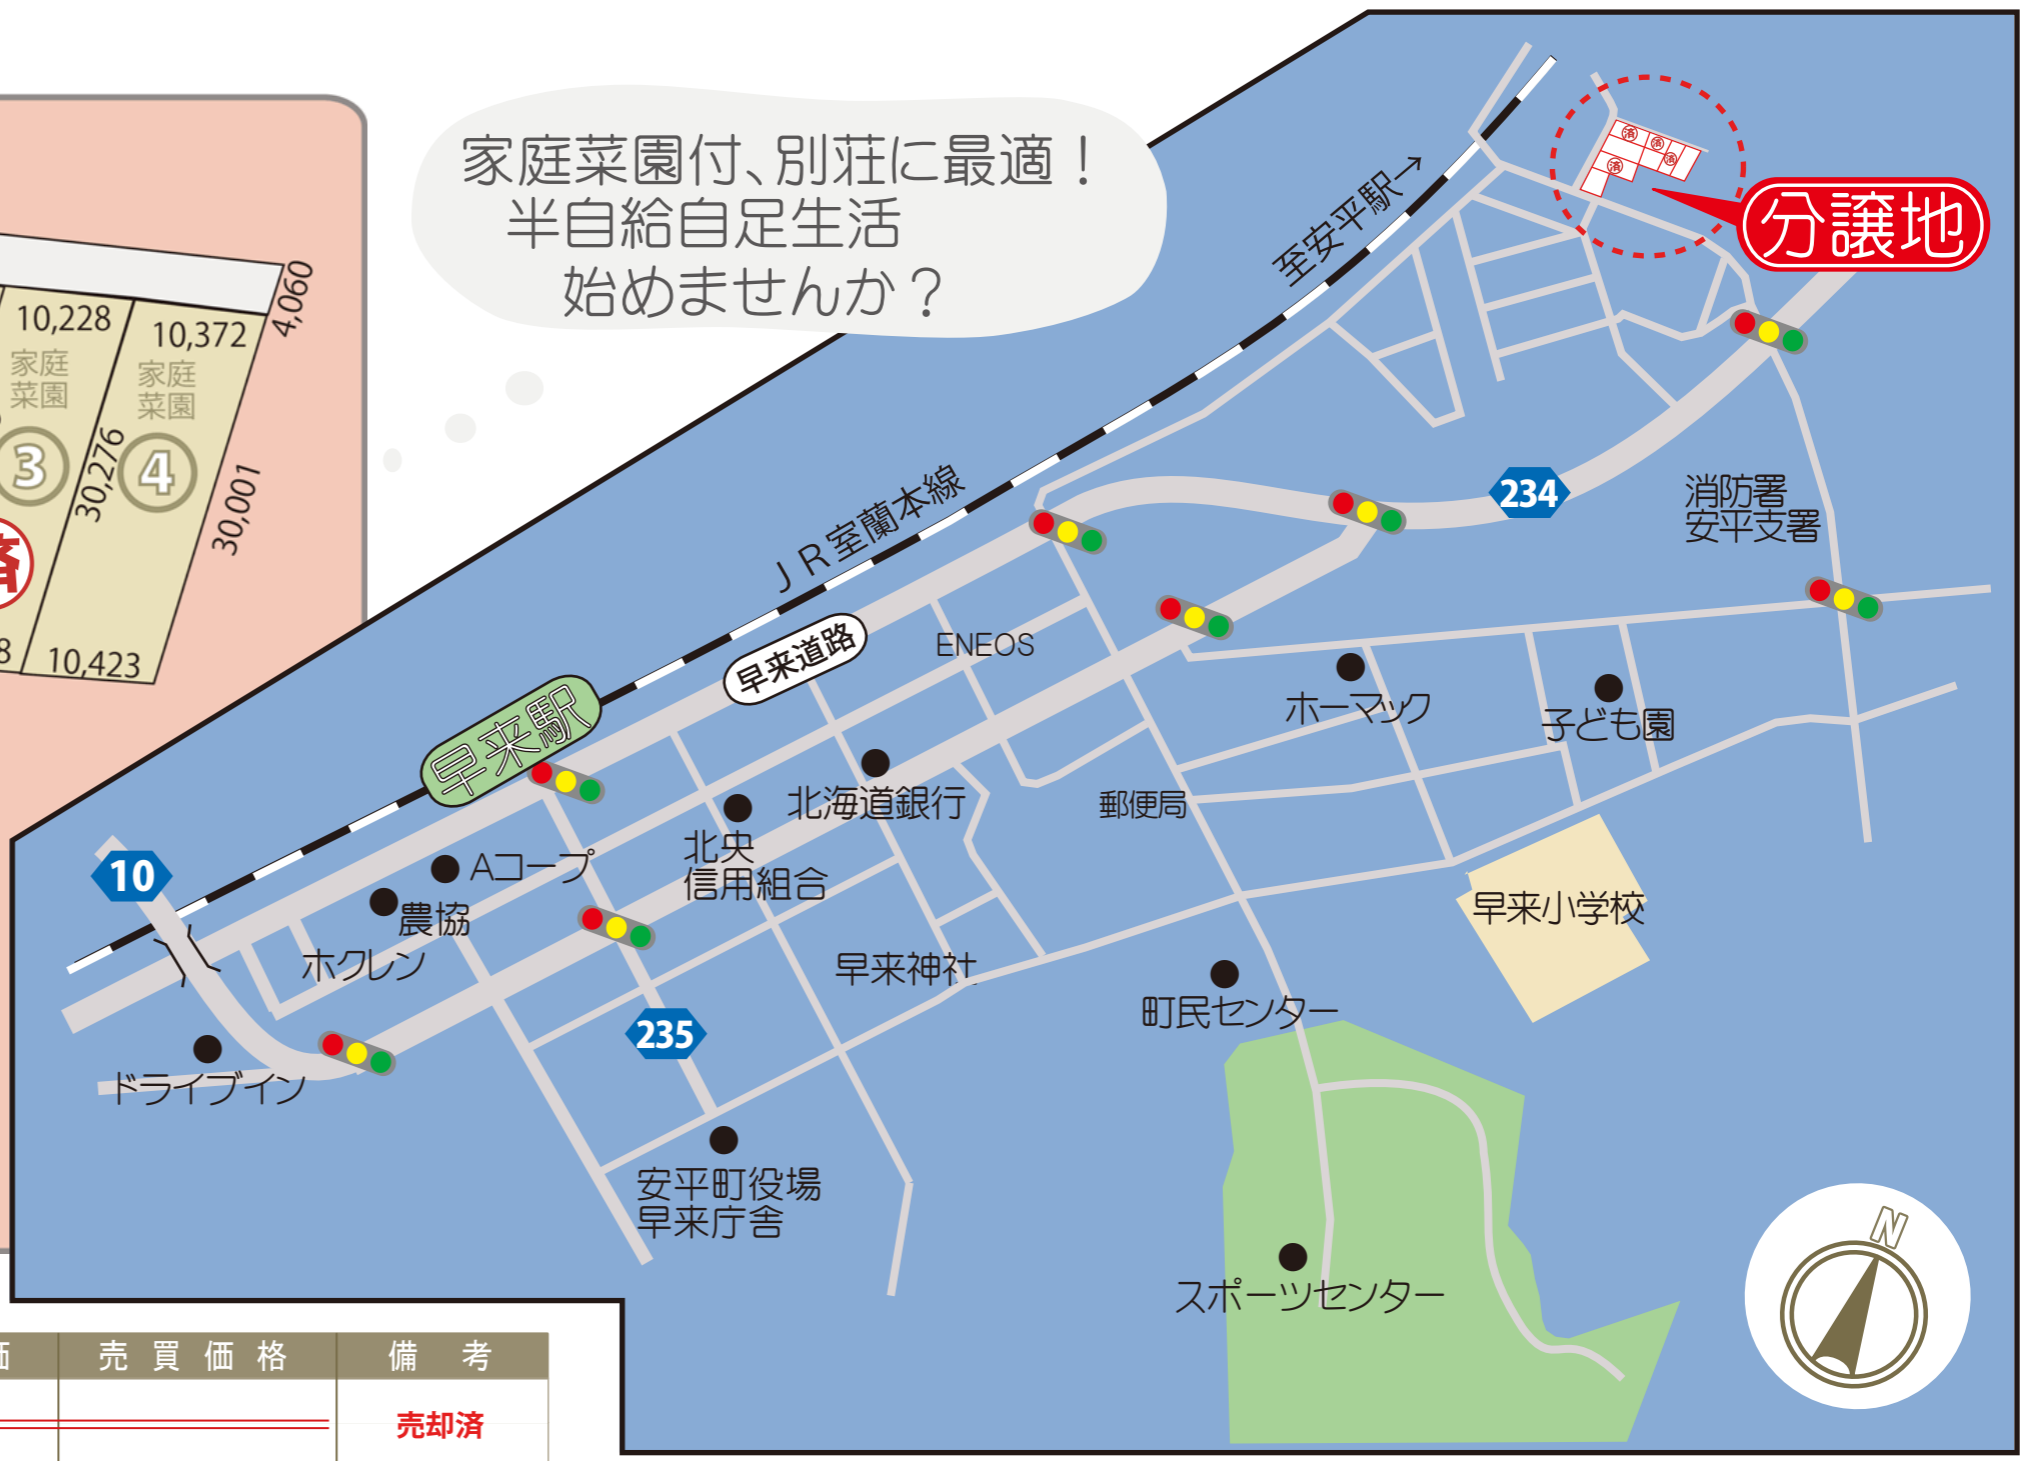 家庭菜園付、別荘に最適！
半自給自足生活
始めませんか？
10,228
10,372
4,060
家庭
菜園
3
家庭
菜園
4
30,276
30,001
済
8
10,423
至安平駅→
済
済
済
済
分譲地
JR室蘭本線
234
消防署
安平支署
早来道路
ENEOS
早来駅
ホーマック
子ども園
北海道銀行
郵便局
北央
信用組合
10
Aコープ
農協
ホクレン
早来小学校
早来神社
町民センター
235
ドライブイン
安平町役場
早来庁舎
スポーツセンター
N
価
売買価格
備考
売却済